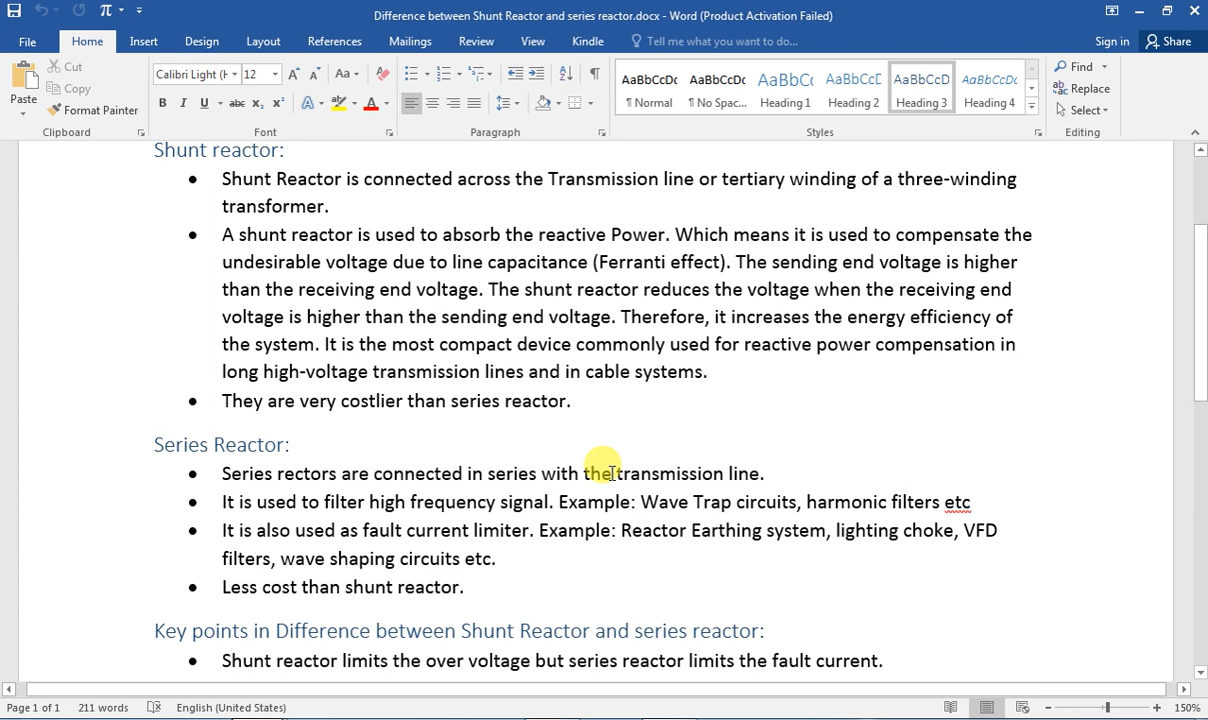 Difference between Shunt Reactor and series reactor.docx - Word (Product Activation Failed)
File Home Insert Design Layout References Mailings Review View Kindle Tell me what you want to do... Sign in Share
Paste
Cut
Copy
Format Painter
Clipboard
Calibri Light (H 12
Font
Paragraph
AaBbCcDc AaBbCcDc AaBbC( AaBbCcC AaBbCcD AaBbCcDc
¶ Normal ¶ No Spac... Heading 1 Heading 2 Heading 3 Heading 4
Styles
Find
Replace
Select
Editing
Shunt reactor:
• Shunt Reactor is connected across the Transmission line or tertiary winding of a three-winding
transformer.
• A shunt reactor is used to absorb the reactive Power. Which means it is used to compensate the
undesirable voltage due to line capacitance (Ferranti effect). The sending end voltage is higher
than the receiving end voltage. The shunt reactor reduces the voltage when the receiving end
voltage is higher than the sending end voltage. Therefore, it increases the energy efficiency of
the system. It is the most compact device commonly used for reactive power compensation in
long high-voltage transmission lines and in cable systems.
• They are very costlier than series reactor.
Series Reactor:
• Series rectors are connected in series with the transmission line.
• It is used to filter high frequency signal. Example: Wave Trap circuits, harmonic filters etc
• It is also used as fault current limiter. Example: Reactor Earthing system, lighting choke, VFD
filters, wave shaping circuits etc.
• Less cost than shunt reactor.
Key points in Difference between Shunt Reactor and series reactor:
• Shunt reactor limits the over voltage but series reactor limits the fault current.
Page 1 of 1 211 words English (United States) 150%